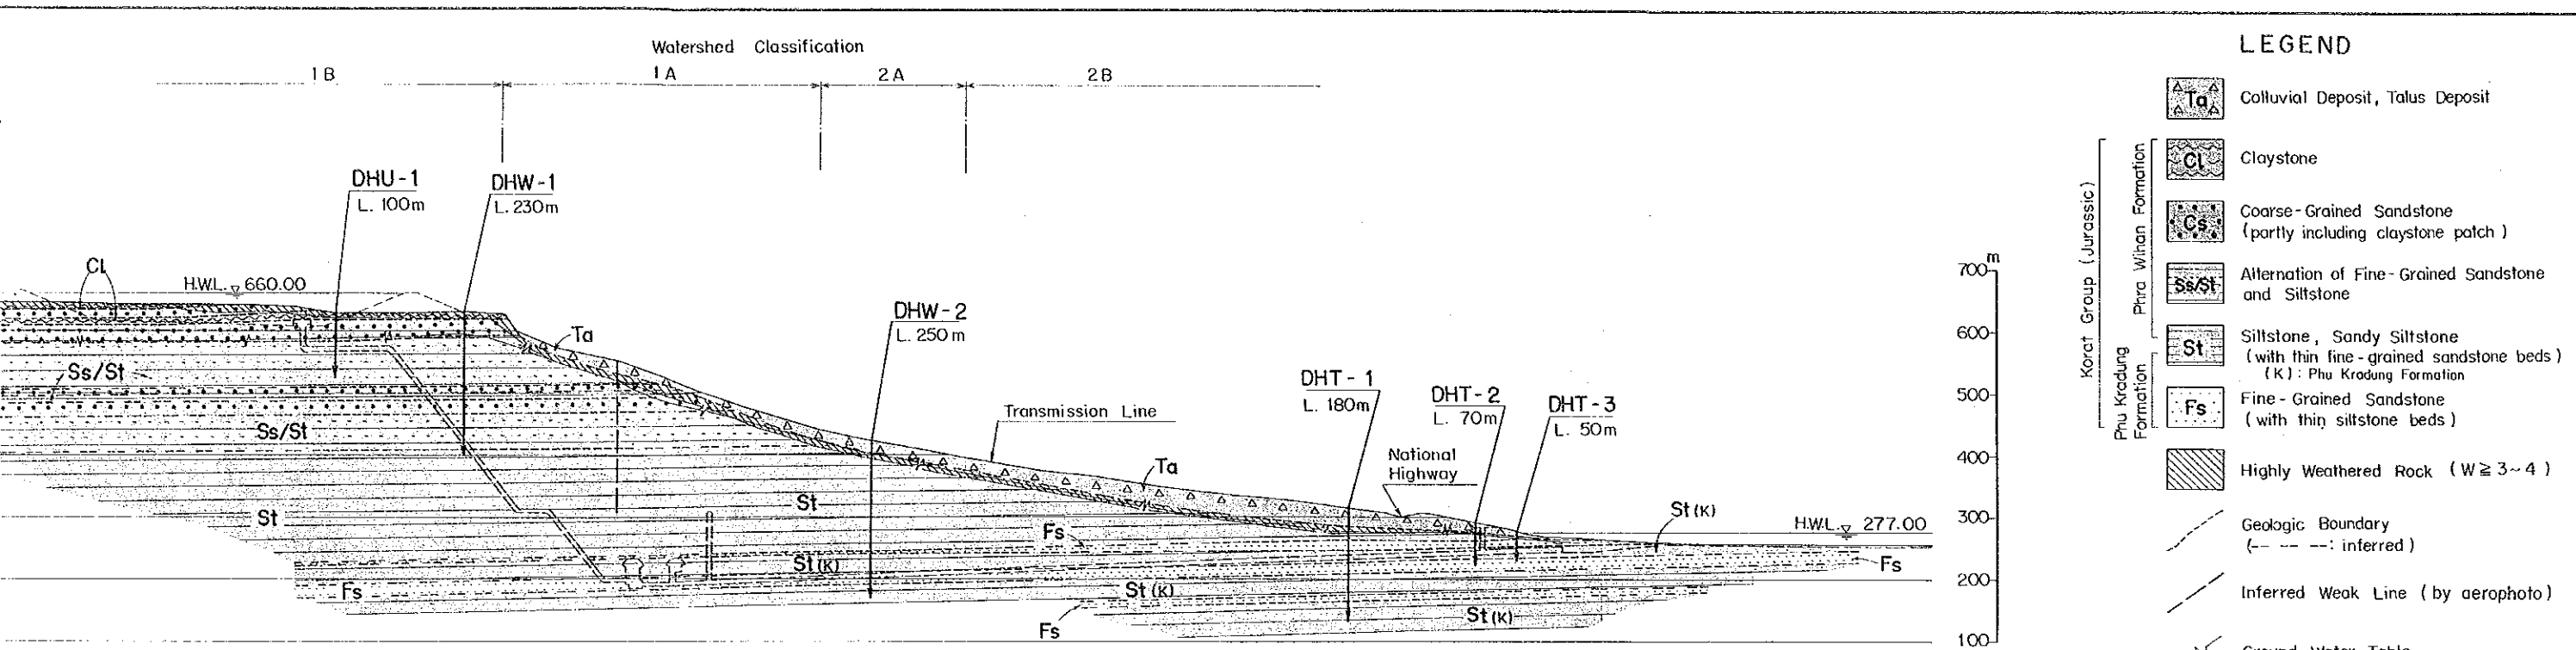 Watershed Classification
1B
1A
2A
2B
DHU-1
L. 100m
DHW-1
L. 230m
Cl
H.W.L. 660.00
Ta
DHW-2
L. 250m
Ss/St
Ss/St
Transmission Line
DHT-1
L. 180m
DHT-2
L. 70m
DHT-3
L. 50m
National
Highway
Ta
St
St
Fs
St(K)
H.W.L. 277.00
St(K)
Fs
Fs
St(K)
Fs
St(K)
m
700
600
500
400
300
200
100
LEGEND
Ta
Colluvial Deposit, Talus Deposit
Korat Group (Jurassic)
Phra Wihan Formation
Phu Kradung
Formation
Cl
Claystone
Cs
Coarse-Grained Sandstone
(partly including claystone patch)
Ss/St
Alternation of Fine-Grained Sandstone
and Siltstone
St
Siltstone, Sandy Siltstone
(with thin fine-grained sandstone beds)
(K): Phu Kradung Formation
Fs
Fine-Grained Sandstone
(with thin siltstone beds)
Highly Weathered Rock (W≧3~4)
Geologic Boundary
(-- -- --: inferred)
Inferred Weak Line (by aerophoto)